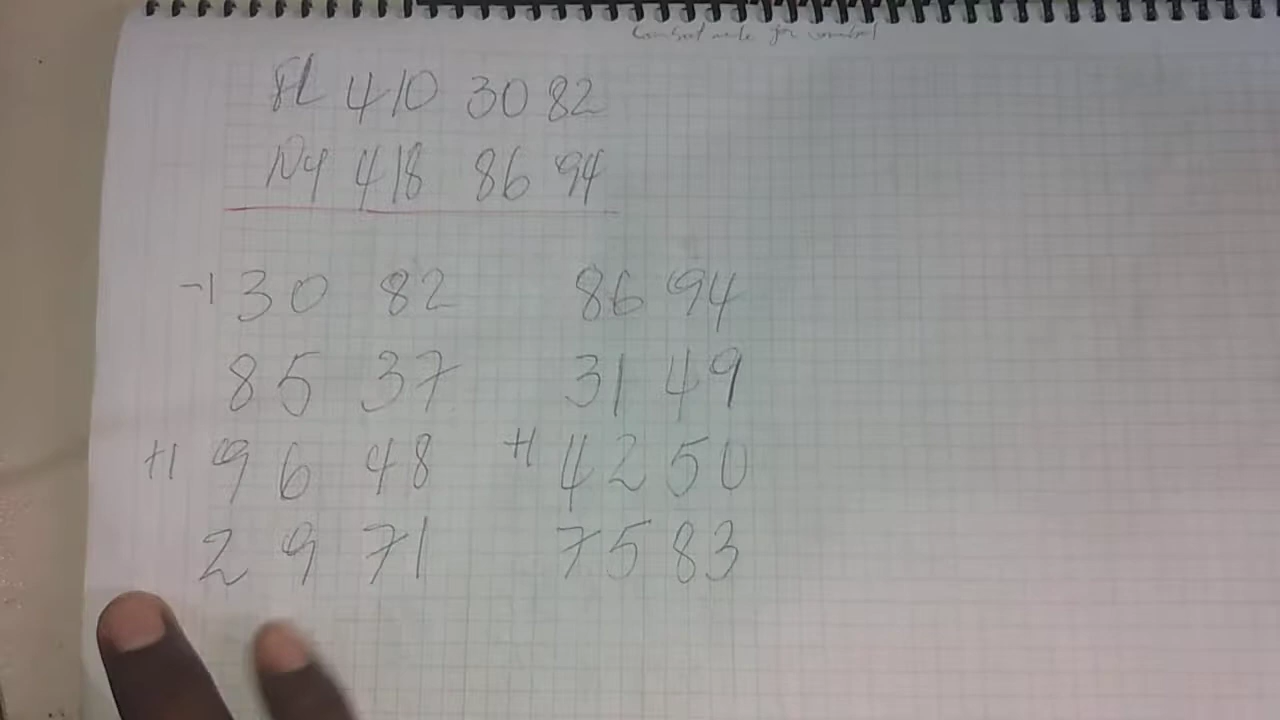 FL 410 30 82
NY 418 86 94
-1 30 82 86 94
85 37 31 49
+1 96 48 +1 42 50
29 71 75 83